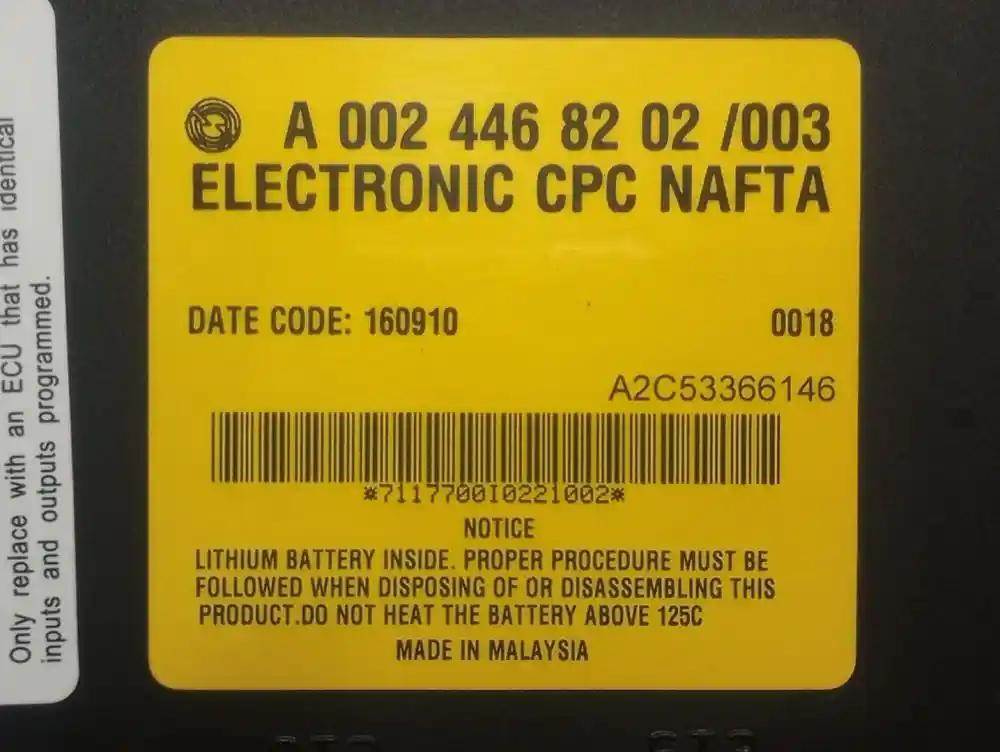 Only replace with an ECU that has identical
inputs and outputs programmed.
A 002 446 82 02 /003
ELECTRONIC CPC NAFTA
DATE CODE: 160910 0018
A2C53366146
*7117700I0221002*
NOTICE
LITHIUM BATTERY INSIDE. PROPER PROCEDURE MUST BE
FOLLOWED WHEN DISPOSING OF OR DISASSEMBLING THIS
PRODUCT.DO NOT HEAT THE BATTERY ABOVE 125C
MADE IN MALAYSIA